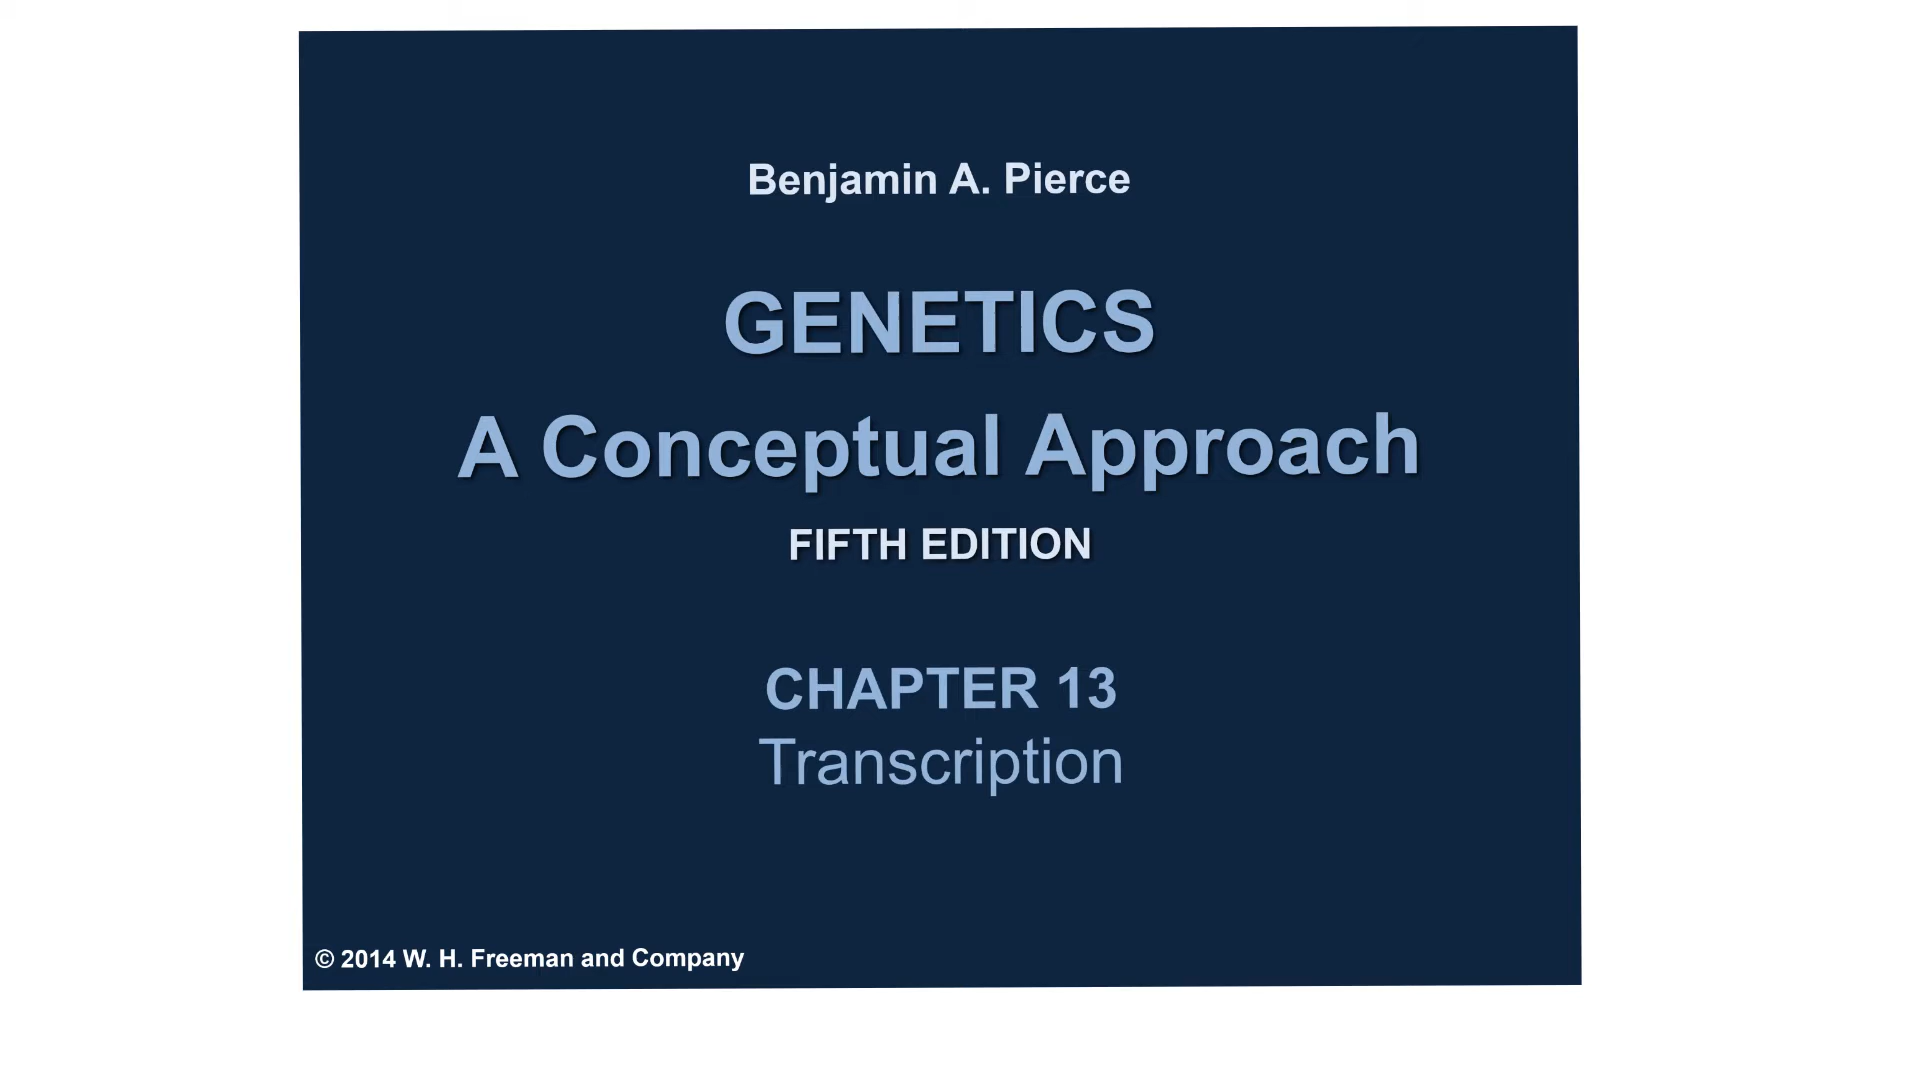 Benjamin A. Pierce
GENETICS
A Conceptual Approach
FIFTH EDITION
CHAPTER 13
Transcription
© 2014 W. H. Freeman and Company